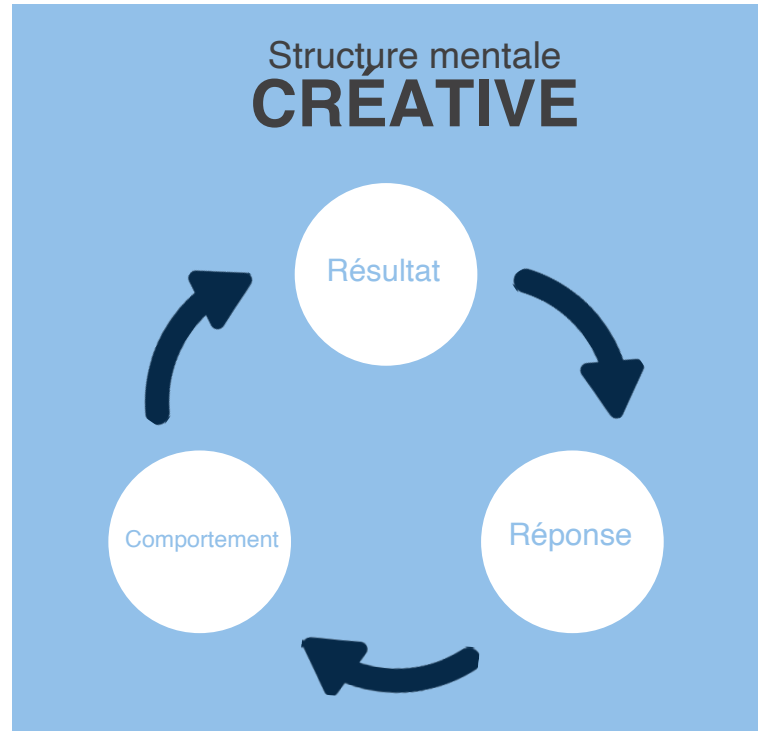 Structure mentale
CRÉATIVE
Résultat
Comportement
Réponse